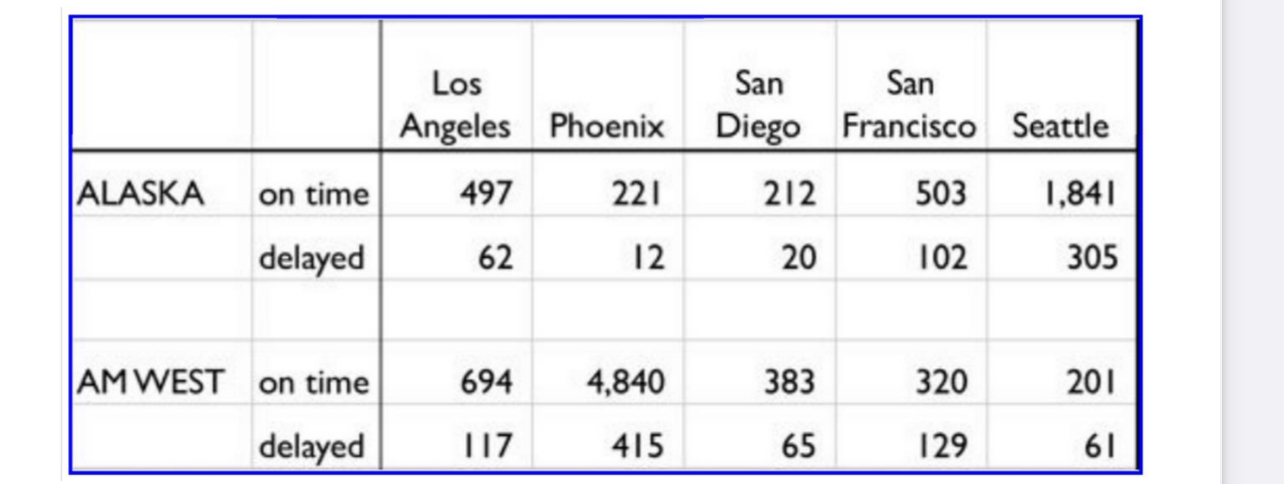 Los Angeles Phoenix San Diego San Francisco Seattle
ALASKA on time 497 221 212 503 1,841
delayed 62 12 20 102 305
AM WEST on time 694 4,840 383 320 201
delayed 117 415 65 129 61